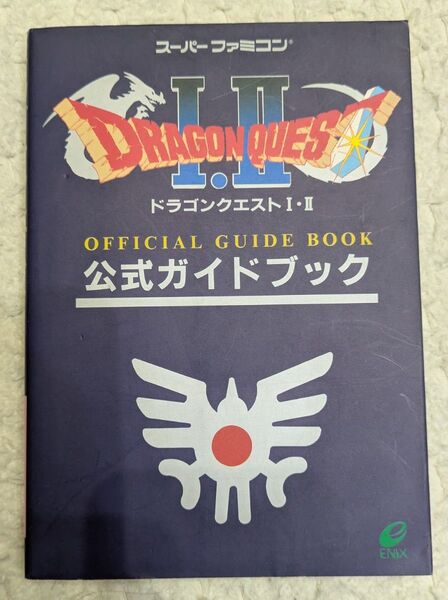 スーパーファミコン®
I.II
DRAGON QUEST
ドラゴンクエストI・II
OFFICIAL GUIDE BOOK
公式ガイドブック
ENIX